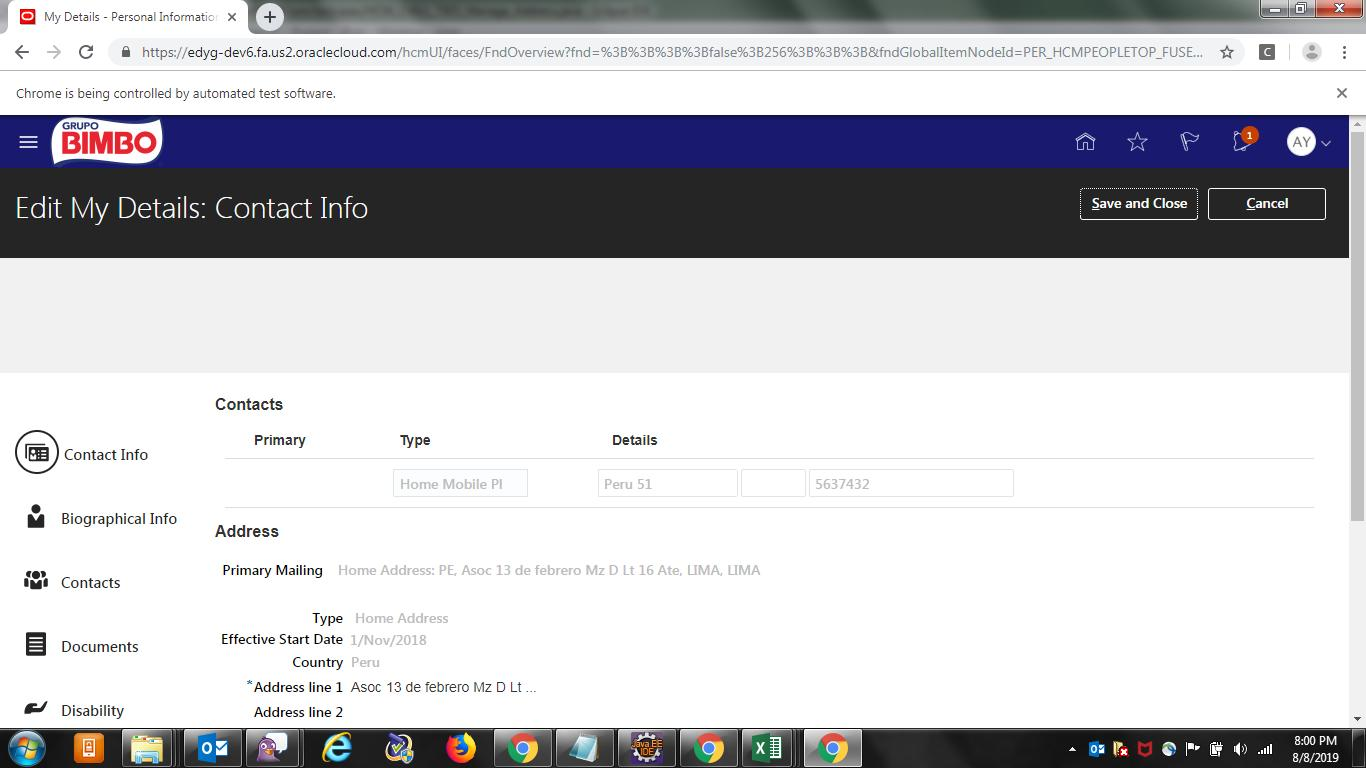 My Details - Personal Information
https://edyg-dev6.fa.us2.oraclecloud.com/hcmUI/faces/FndOverview?fnd=%3B%3B%3B%3Bfalse%3B256%3B%3B%3B&fndGlobalItemNodeId=PER_HCMPEOPLETOP_FUSE...
C
Chrome is being controlled by automated test software.
GRUPO
BIMBO
1
AY
Edit My Details: Contact Info
Save and Close
Cancel
Contacts
Primary Type Details
Home Mobile Pl Peru 51 5637432
Address
Primary Mailing Home Address: PE, Asoc 13 de febrero Mz D Lt 16 Ate, LIMA, LIMA
Type Home Address
Effective Start Date 1/Nov/2018
Country Peru
*Address line 1 Asoc 13 de febrero Mz D Lt ...
Address line 2
Contact Info
Biographical Info
Contacts
Documents
Disability
Java EE
IDE
8:00 PM
8/8/2019